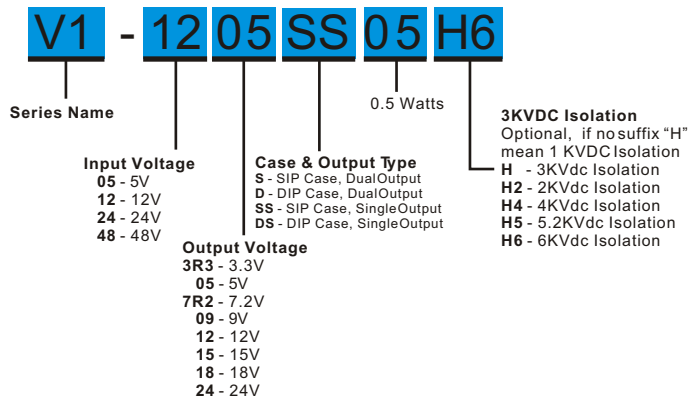 V1 - 12 05 SS 05 H6
Series Name
0.5 Watts
Input Voltage
05 - 5V
12 - 12V
24 - 24V
48 - 48V
Output Voltage
3R3 - 3.3V
05 - 5V
7R2 - 7.2V
09 - 9V
12 - 12V
15 - 15V
18 - 18V
24 - 24V
Case & Output Type
S - SIP Case, DualOutput
D - DIP Case, DualOutput
SS - SIP Case, SingleOutput
DS - DIP Case, SingleOutput
3KVDC Isolation
Optional, if no suffix “H”
mean 1 KVDC Isolation
H - 3KVdc Isolation
H2 - 2KVdc Isolation
H4 - 4KVdc Isolation
H5 - 5.2KVdc Isolation
H6 - 6KVdc Isolation